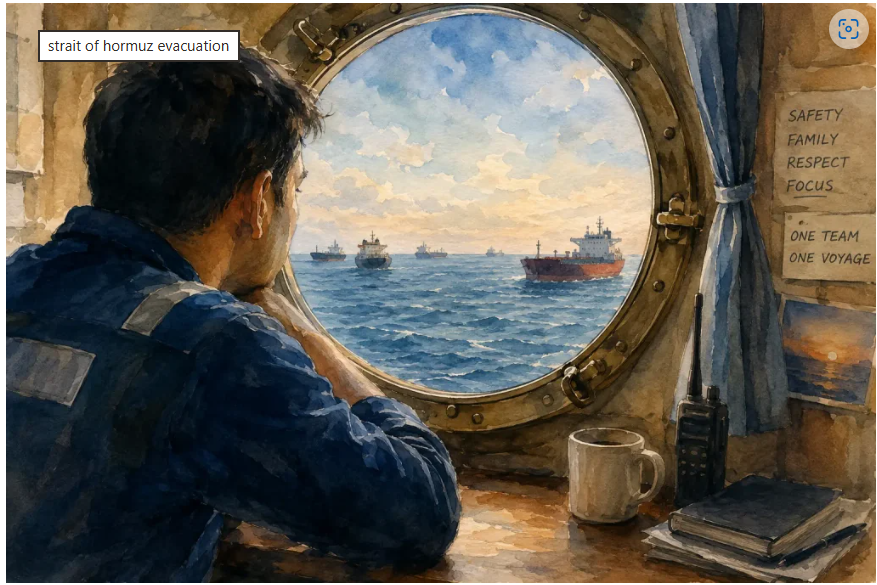 strait of hormuz evacuation
SAFETY
FAMILY
RESPECT
FOCUS
ONE TEAM
ONE VOYAGE